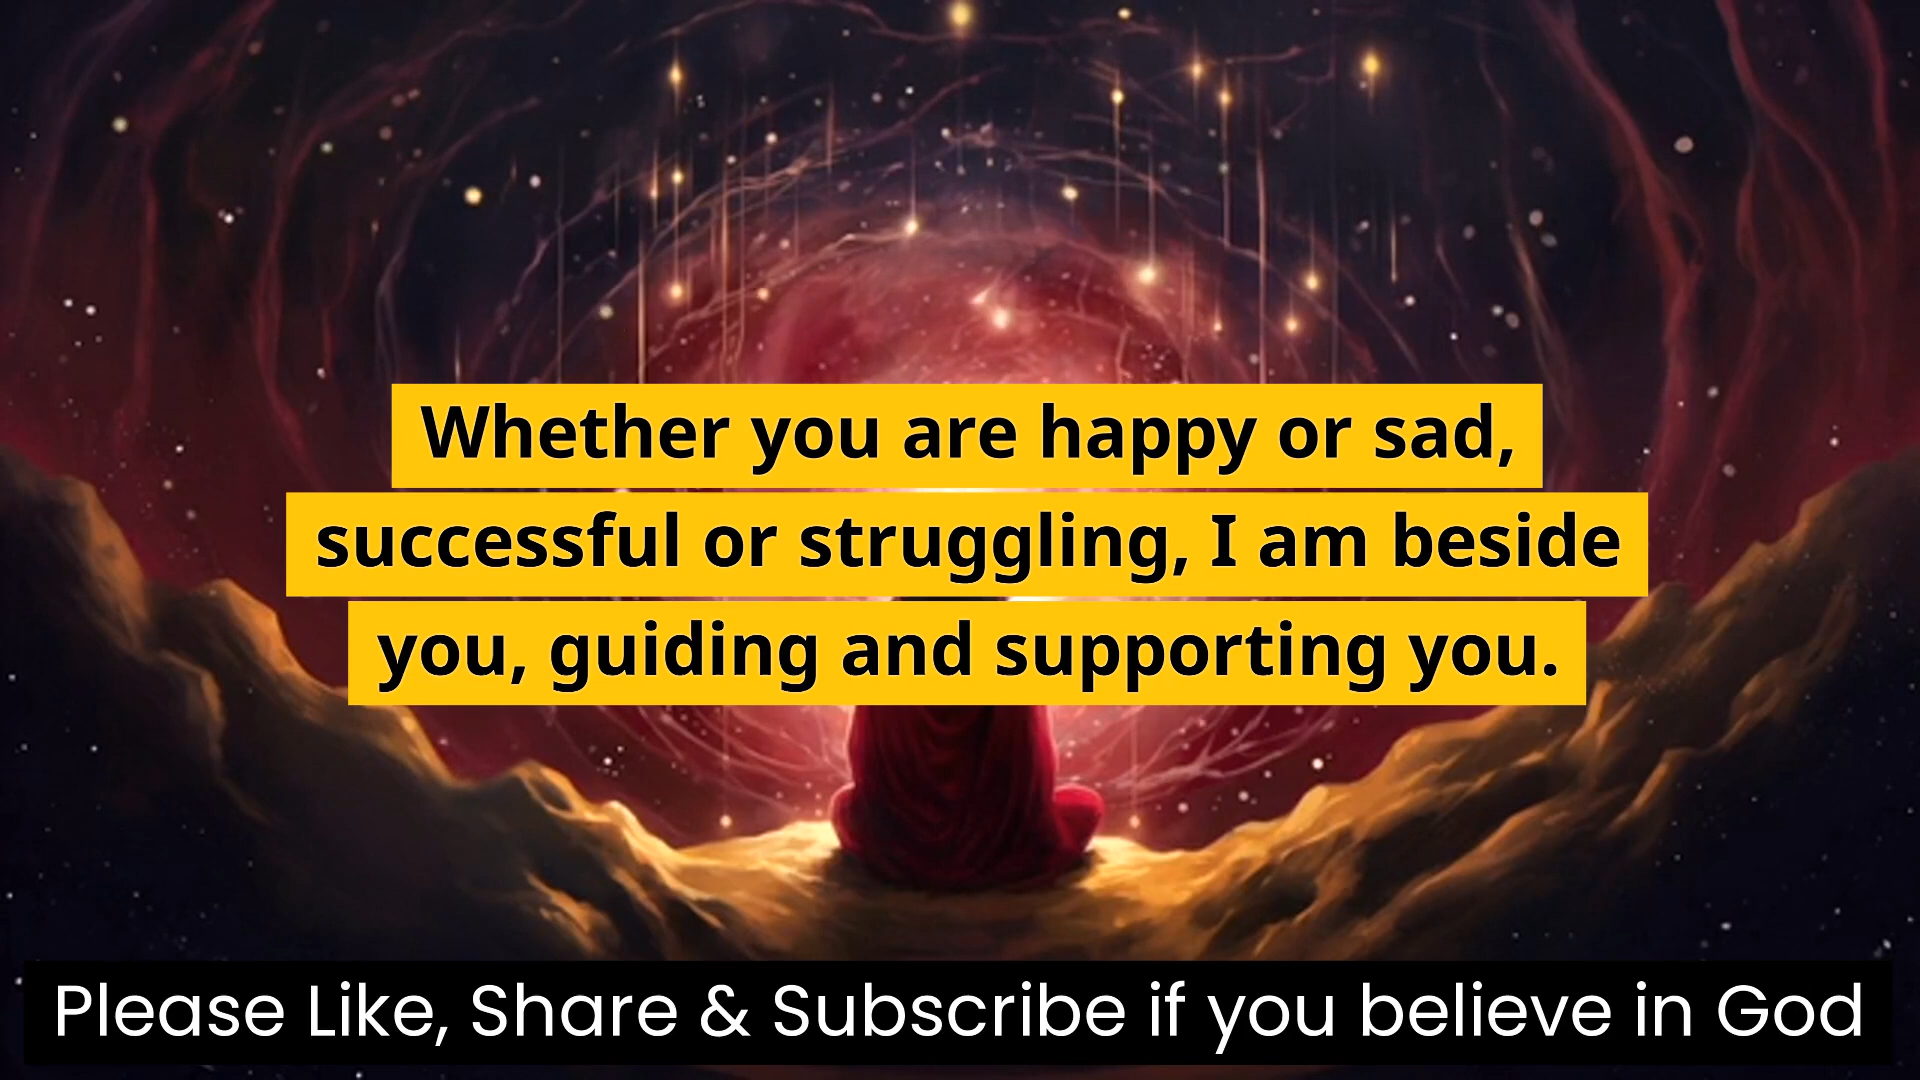 Whether you are happy or sad,
successful or struggling, I am beside
you, guiding and supporting you.
Please Like, Share & Subscribe if you believe in God